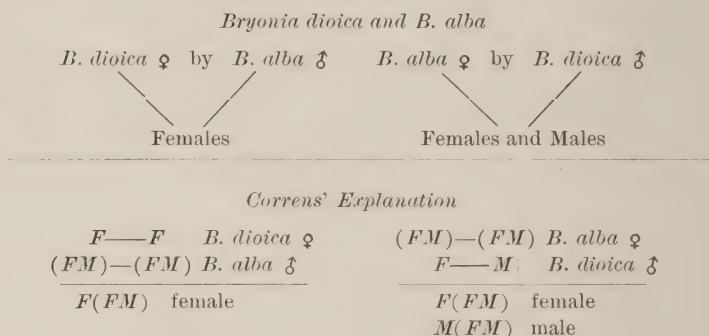 Bryonia dioica and B. alba
B. dioica ♀ by B. alba ♂ B. alba ♀ by B. dioica ♂
Females Females and Males
Correns' Explanation
F——F B. dioica ♀ (FM)—(FM) B. alba ♀
(FM)—(FM) B. alba ♂ F——M B. dioica ♂
F(FM) female F(FM) female
M(FM) male